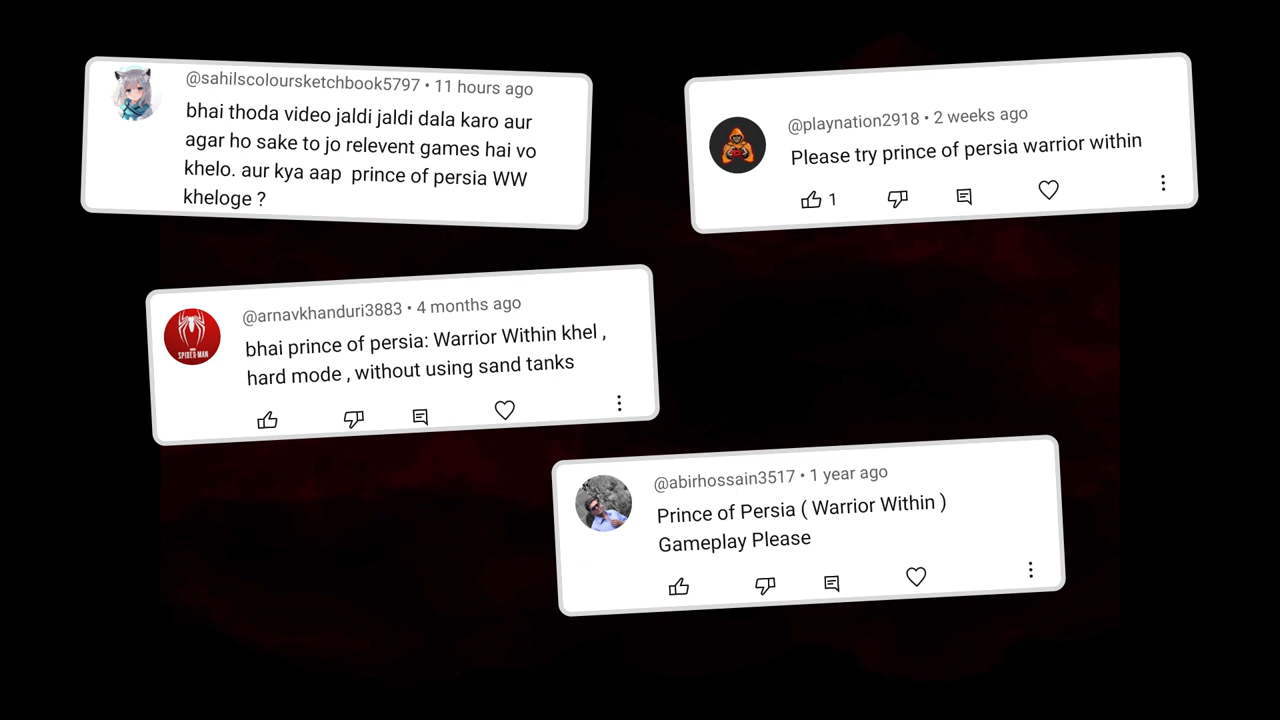 @sahilscoloursketchbook5797 • 11 hours ago
bhai thoda video jaldi jaldi dala karo aur
agar ho sake to jo relevent games hai vo
khelo. aur kya aap prince of persia WW
kheloge ?
@playnation2918 • 2 weeks ago
Please try prince of persia warrior within
1
@arnavkhanduri3883 • 4 months ago
bhai prince of persia: Warrior Within khel ,
hard mode , without using sand tanks
SPIDER-MAN
@abirhossain3517 • 1 year ago
Prince of Persia ( Warrior Within )
Gameplay Please